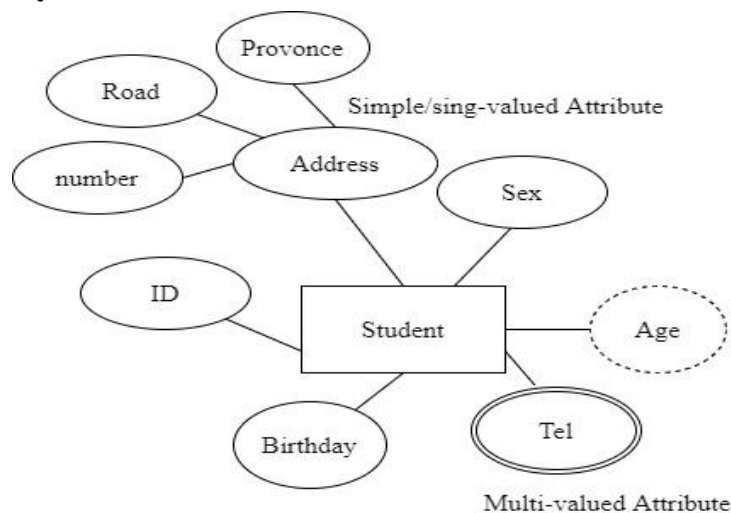 Provonce
Road
Simple/sing-valued Attribute
Address
number
Sex
ID
Student
Age
Birthday
Tel
Multi-valued Attribute